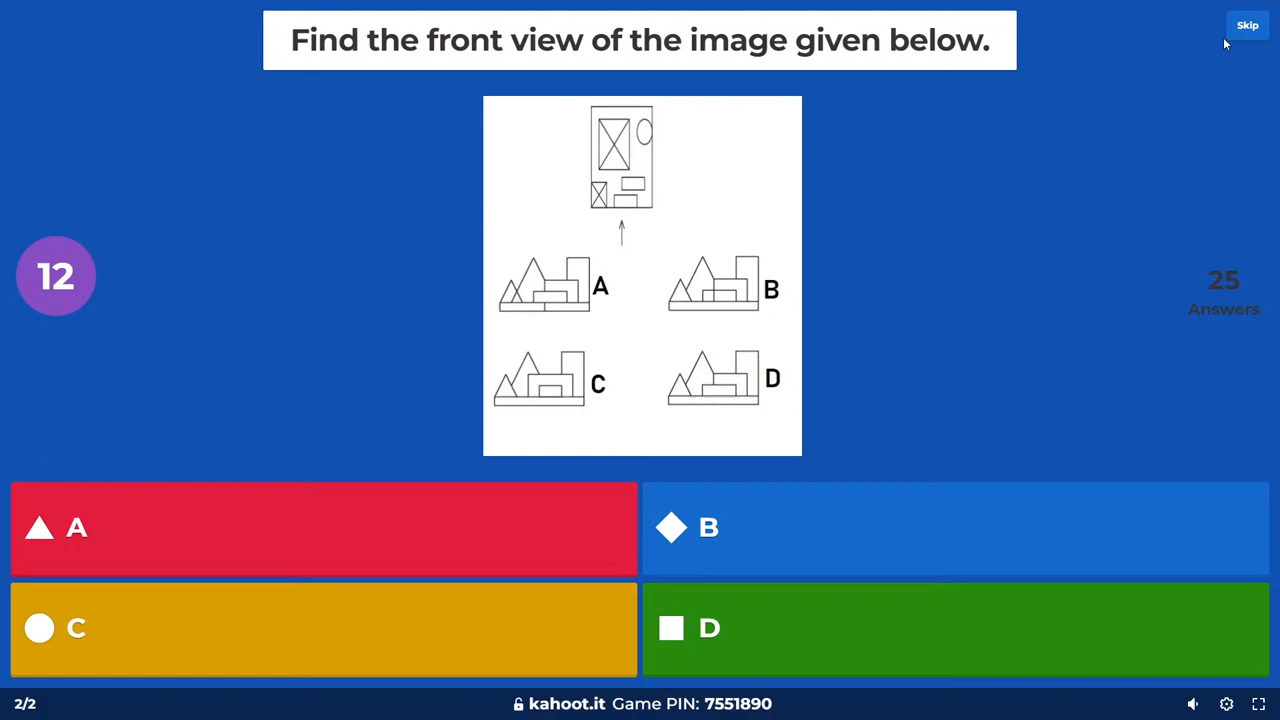 Find the front view of the image given below.
Skip
12
25
Answers
A
B
C
D
A
B
C
D
2/2
kahoot.it Game PIN: 7551890